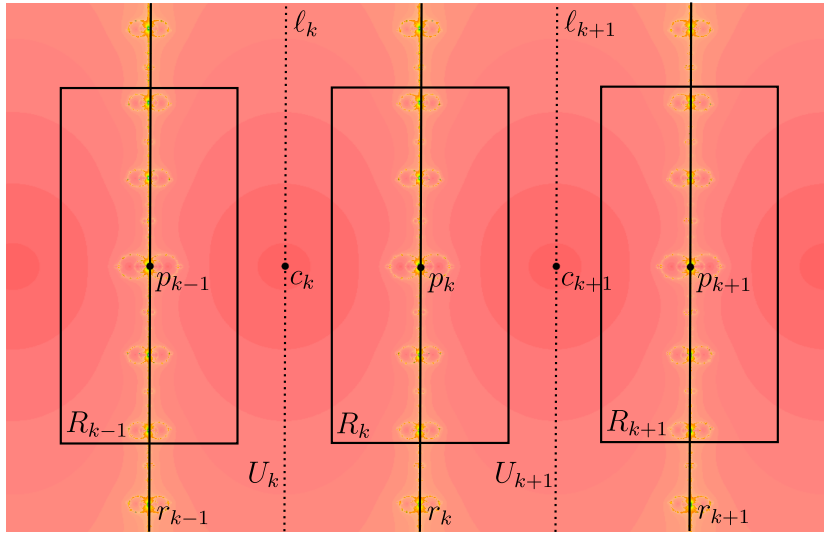 ℓ_k ℓ_{k+1}
p_{k−1} c_k p_k c_{k+1} p_{k+1}
R_{k−1} R_k R_{k+1}
U_k U_{k+1}
r_{k−1} r_k r_{k+1}